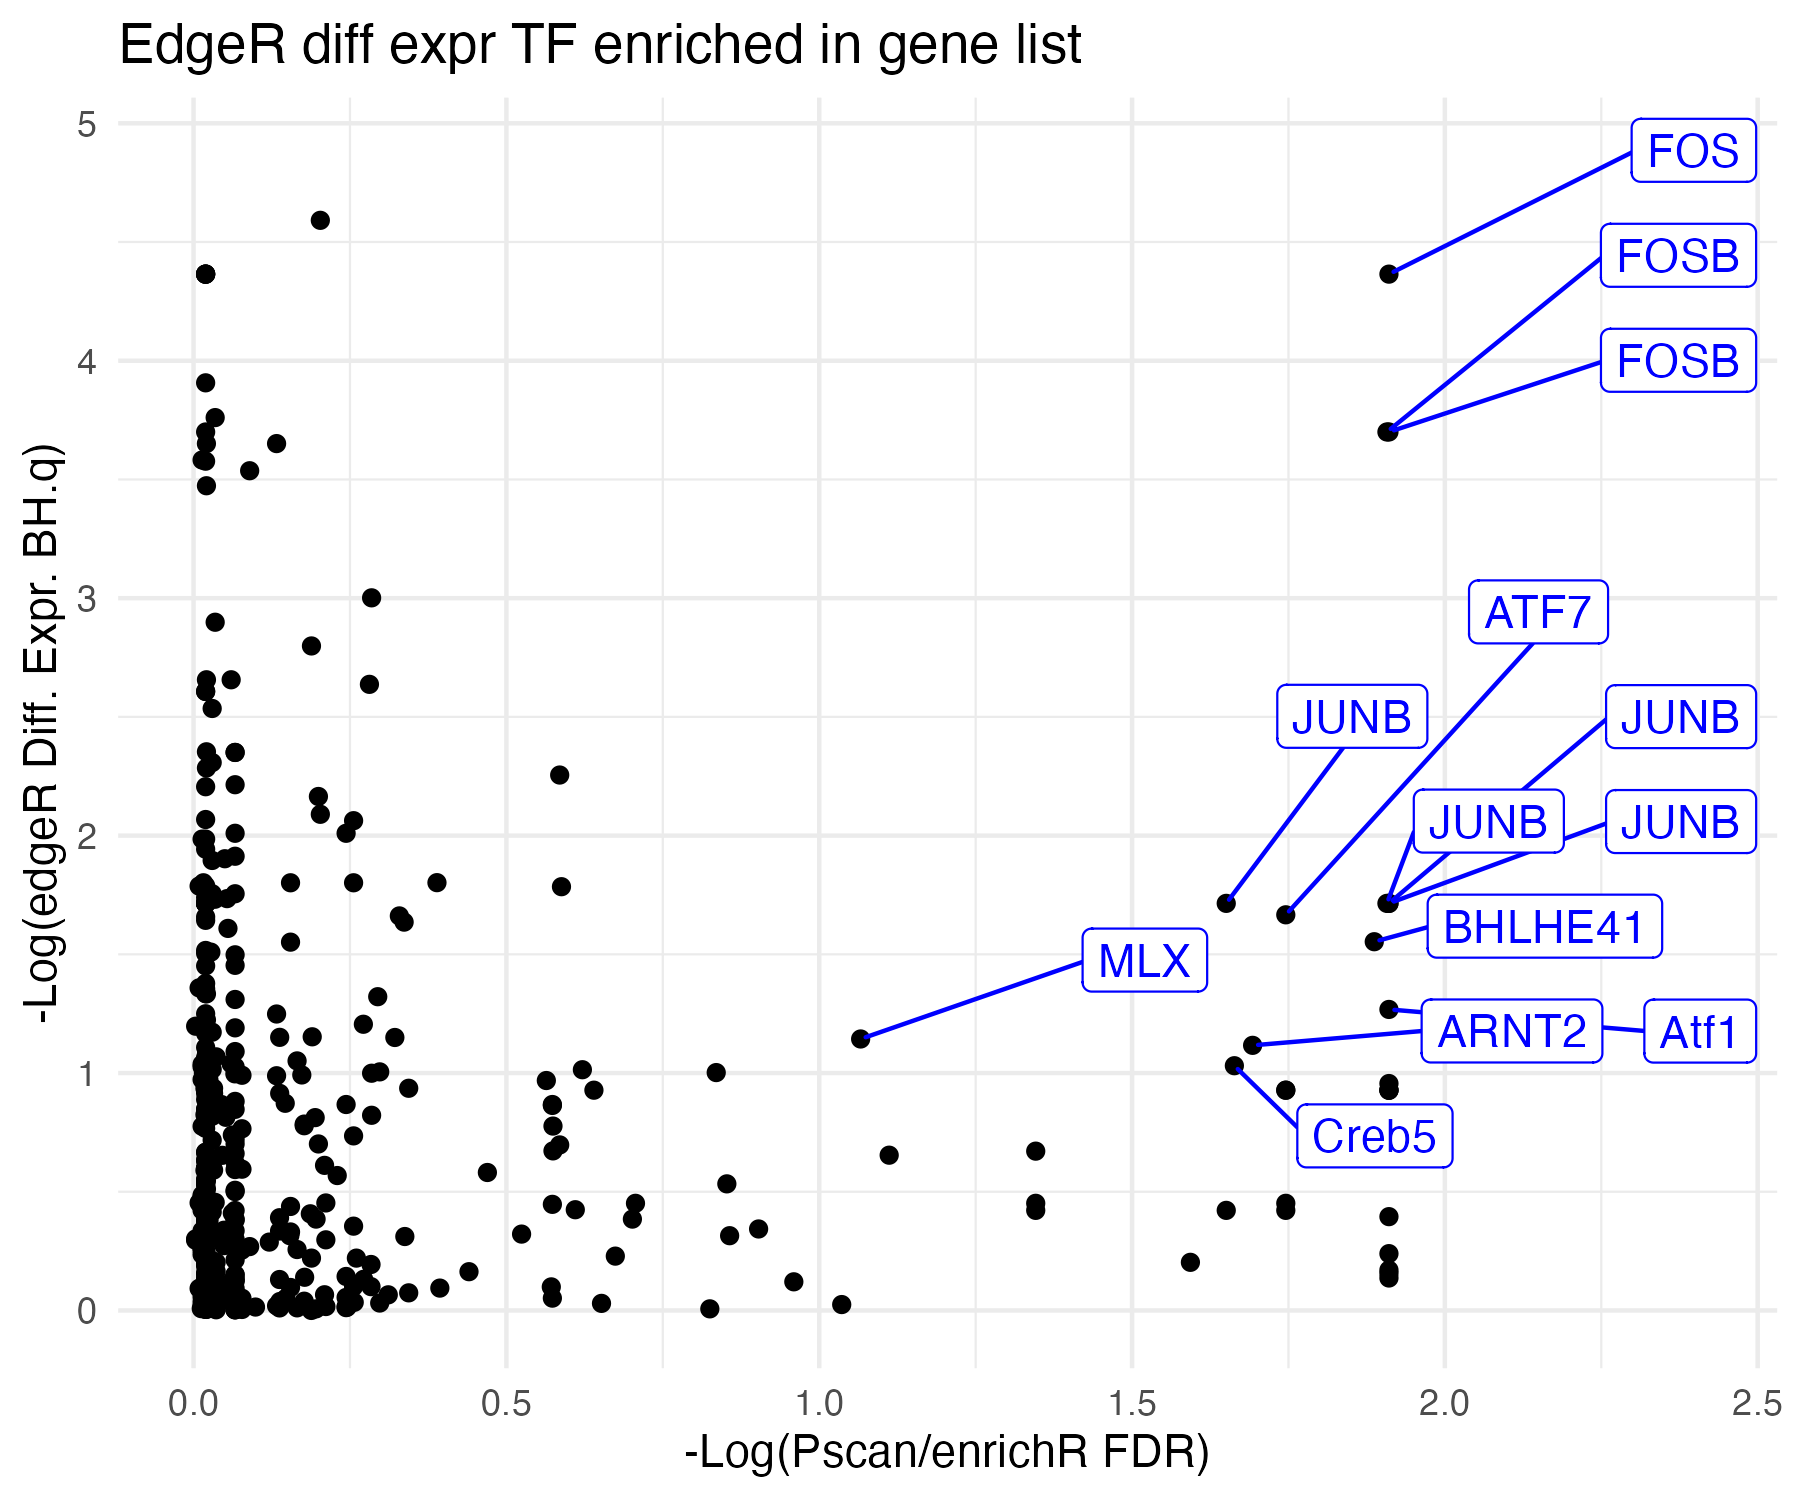 EdgeR diff expr TF enriched in gene list
-Log(edgeR Diff. Expr. BH.q)
5
4
3
2
1
0
FOS
FOSB
FOSB
ATF7
JUNB
JUNB
JUNB
JUNB
BHLHE41
MLX
ARNT2
Atf1
Creb5
0.0
0.5
1.0
1.5
2.0
2.5
-Log(Pscan/enrichR FDR)